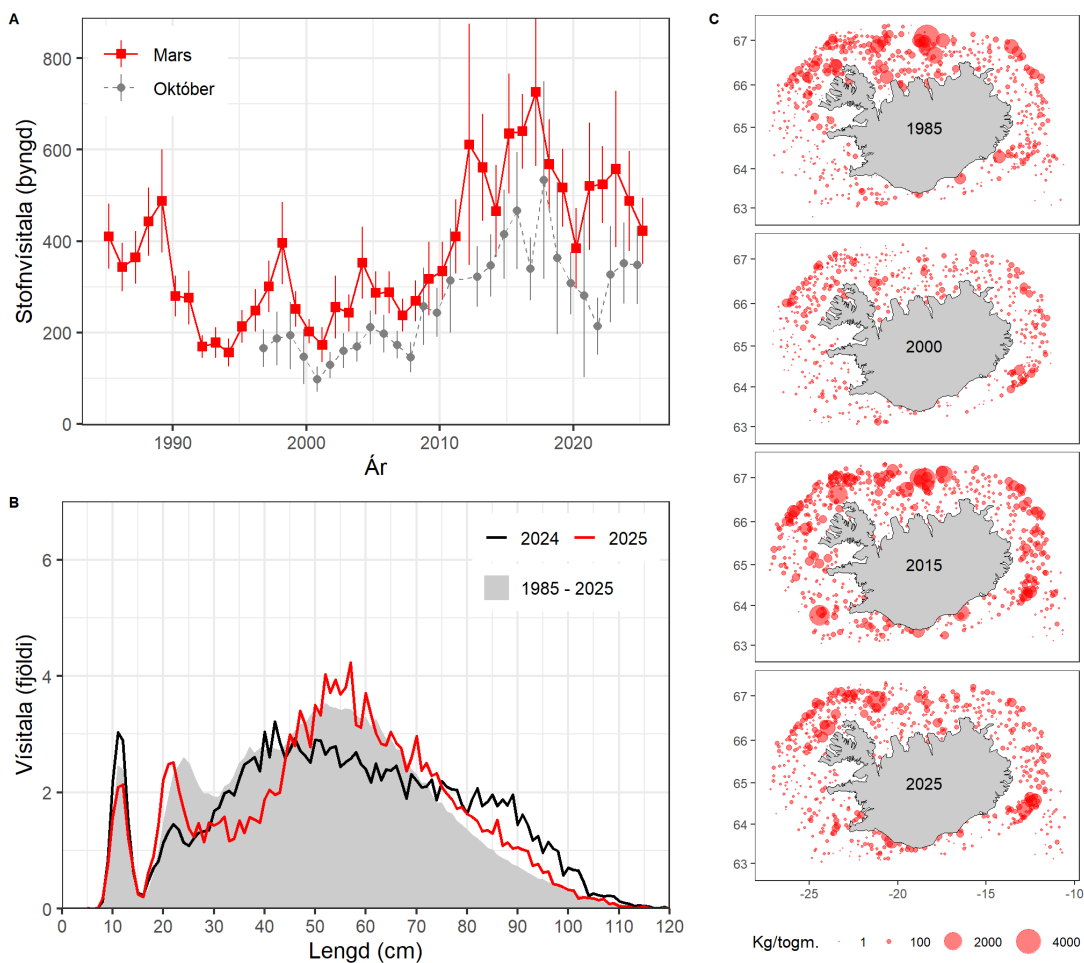 A
Stofnvísitala (þyngd)
800
600
400
200
0
Mars
Október
1990 2000 2010 2020
Ár
B
Vísitala (fjöldi)
6
4
2
0
2024 2025
1985 - 2025
0 10 20 30 40 50 60 70 80 90 100 110 120
Lengd (cm)
C
67
66
65
64
63
1985
67
66
65
64
63
2000
67
66
65
64
63
2015
67
66
65
64
63
2025
-25 -20 -15 -10
Kg/togm. 1 100 2000 4000